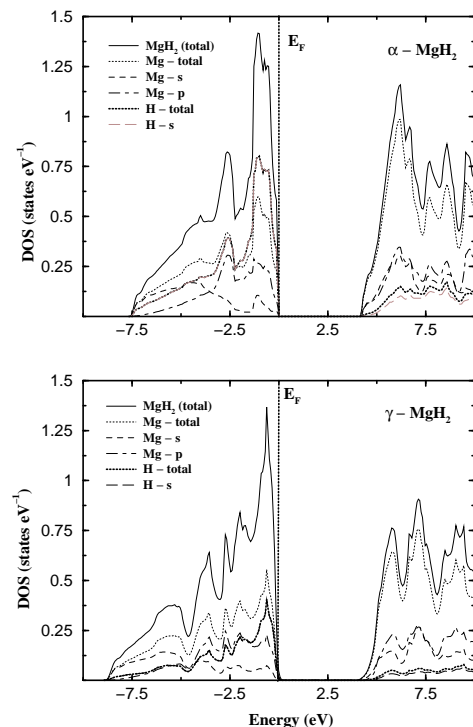 1.5
1.25
1
0.75
0.5
0.25
DOS (states eV⁻¹)
MgH₂ (total)
Mg – total
Mg – s
Mg – p
H – total
H – s
E_F
α – MgH₂
−7.5 −2.5 2.5 7.5
1.5
1.25
1
0.75
0.5
0.25
0
DOS (states eV⁻¹)
MgH₂ (total)
Mg – total
Mg – s
Mg – p
H – total
H – s
E_F
γ – MgH₂
−7.5 −2.5 2.5 7.5
Energy (eV)